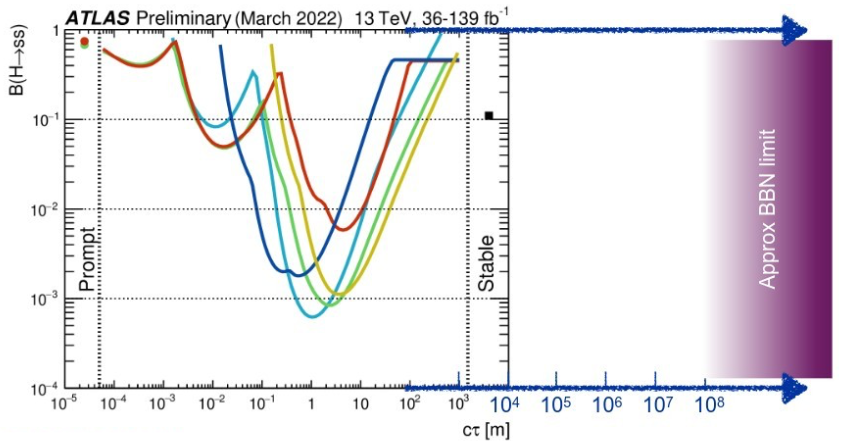 ATLAS Preliminary (March 2022) 13 TeV, 36-139 fb⁻¹
B(H→ss)
1
10⁻¹
10⁻²
10⁻³
10⁻⁴
Prompt
Stable
Approx BBN limit
10⁻⁵ 10⁻⁴ 10⁻³ 10⁻² 10⁻¹ 1 10 10² 10³ 10⁴ 10⁵ 10⁶ 10⁷ 10⁸
cτ [m]